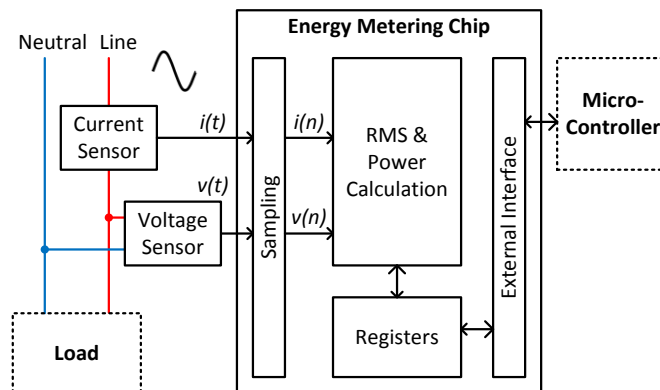 Energy Metering Chip
Neutral
Line
Current
Sensor
i(t)
i(n)
v(t)
v(n)
Voltage
Sensor
Sampling
RMS &
Power
Calculation
Registers
External Interface
Micro-
Controller
Load